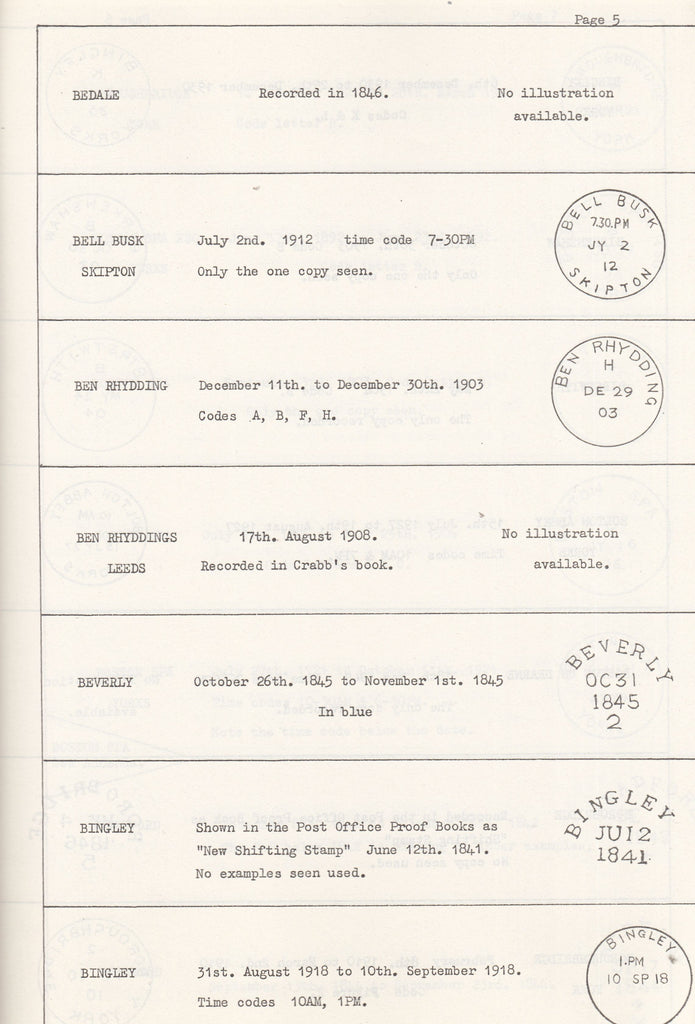 Page 5
BEDALE Recorded in 1846. No illustration
available.
BELL BUSK July 2nd. 1912 time code 7-30PM
SKIPTON Only the one copy seen.
BELL BUSK
7.30.PM
JY 2
12
SKIPTON
BEN RHYDDING December 11th. to December 30th. 1903
Codes A, B, F, H.
BEN RHYDDING
H
DE 29
03
BEN RHYDDINGS 17th. August 1908. No illustration
LEEDS Recorded in Crabb's book. available.
BEVERLY October 26th. 1845 to November 1st. 1845
In blue
BEVERLY
OC31
1845
2
BINGLEY Shown in the Post Office Proof Books as
"New Shifting Stamp" June 12th. 1841.
No examples seen used.
BINGLEY
JU12
1841.
BINGLEY 31st. August 1918 to 10th. September 1918.
Time codes 10AM, 1PM.
BINGLEY
1.PM
10 SP 18